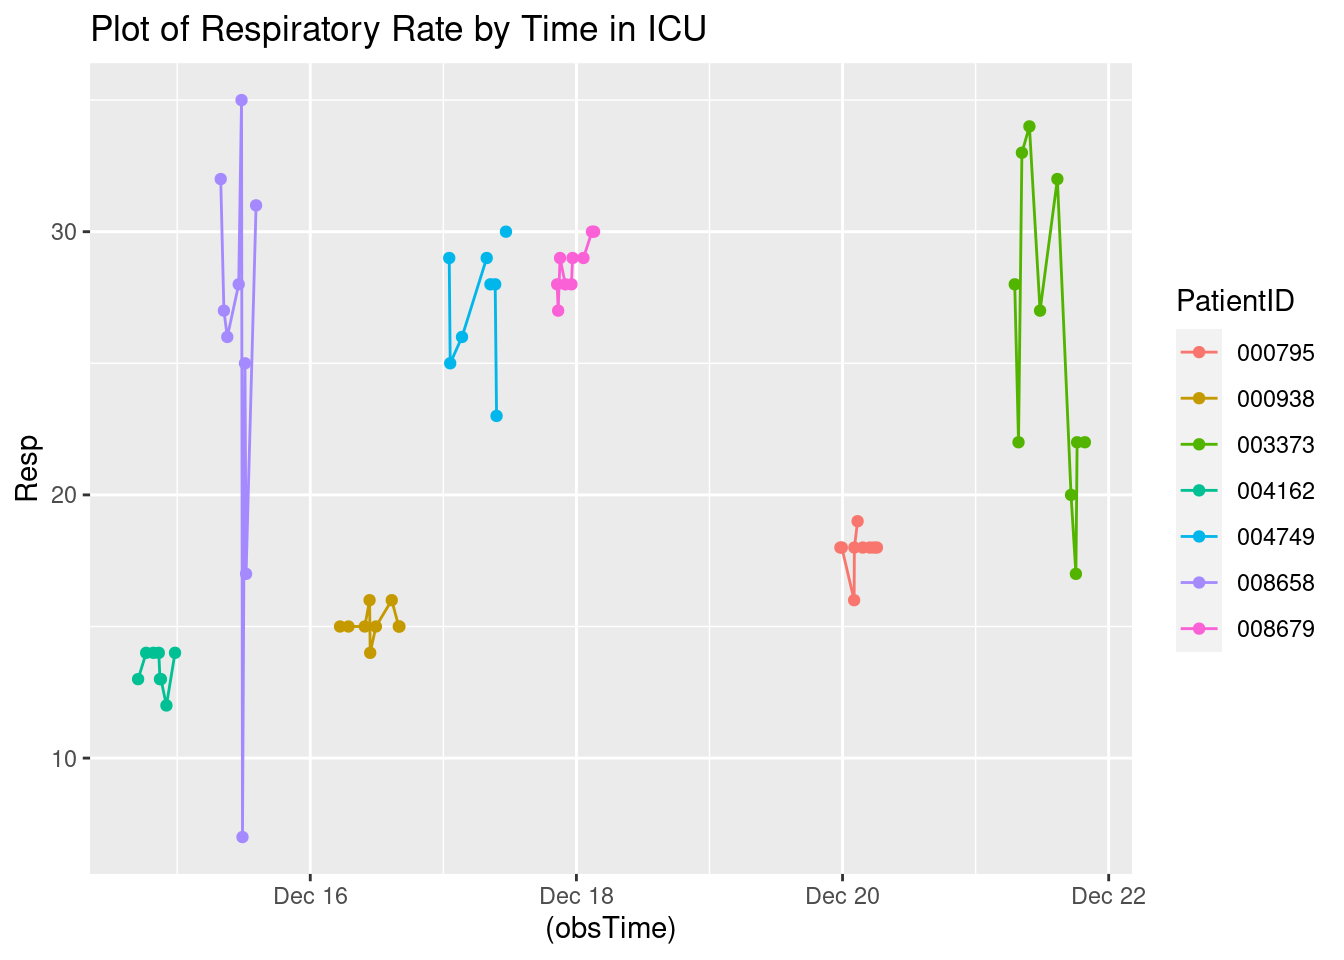 Plot of Respiratory Rate by Time in ICU
30
20
10
Resp
Dec 16
Dec 18
Dec 20
Dec 22
(obsTime)
PatientID
000795
000938
003373
004162
004749
008658
008679